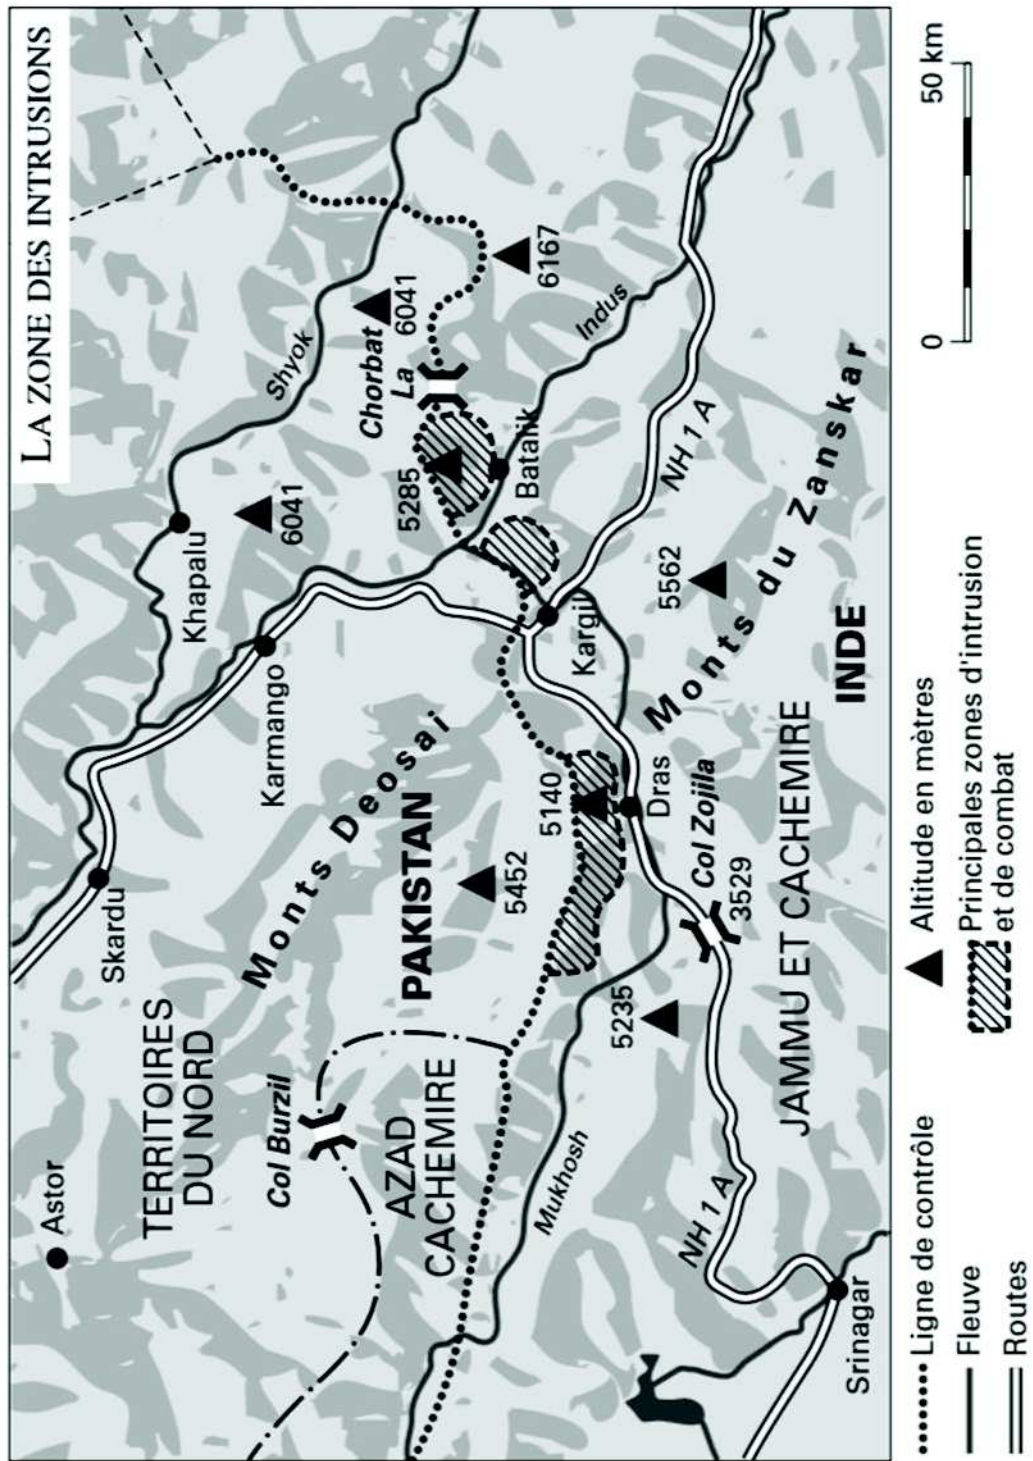 LA ZONE DES INTRUSIONS
Astor
Skardu
TERRITOIRES
DU NORD
Khapalu
Shyok
Karmango
6041
Col Burzil
Monts Deosai
6041
Chorbat
La
AZAD
CACHEMIRE
PAKISTAN
5285
5452
6167
Batalik
Indus
Mukhosh
5140
Kargil
5235
Dras
5562
NH 1 A
NH 1 A
Col Zojila
3529
Monts du Zanskar
JAMMU ET CACHEMIRE
INDE
Srinagar
Ligne de contrôle
Fleuve
Routes
Altitude en mètres
Principales zones d'intrusion
et de combat
0
50 km